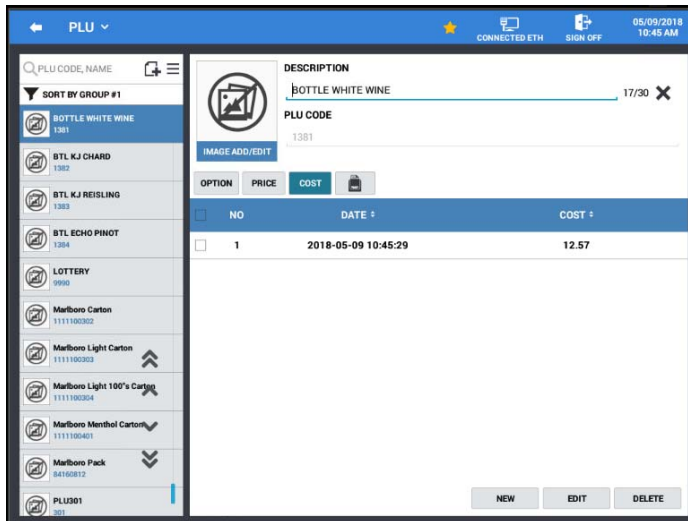 PLU
CONNECTED ETH
SIGN OFF
05/09/2018
10:45 AM
PLU CODE, NAME
SORT BY GROUP #1
BOTTLE WHITE WINE
1381
BTL KJ CHARD
1382
BTL KJ REISLING
1383
BTL ECHO PINOT
1384
LOTTERY
9990
Marlboro Carton
1111100302
Marlboro Light Carton
1111100303
Marlboro Light 100's Carton
1111100304
Marlboro Menthol Carton
1111100401
Marlboro Pack
84160812
PLU301
301
IMAGE ADD/EDIT
DESCRIPTION
BOTTLE WHITE WINE 17/30
PLU CODE
1381
OPTION PRICE COST
NO DATE COST
1 2018-05-09 10:45:29 12.57
NEW EDIT DELETE